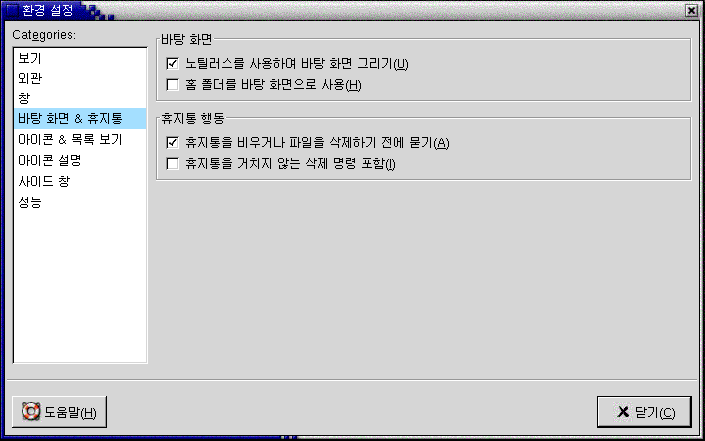 환경 설정
Categories:
보기
외관
창
바탕 화면 & 휴지통
아이콘 & 목록 보기
아이콘 설명
사이드 창
성능
바탕 화면
노틸러스를 사용하여 바탕 화면 그리기(U)
홈 폴더를 바탕 화면으로 사용(H)
휴지통 행동
휴지통을 비우거나 파일을 삭제하기 전에 묻기(A)
휴지통을 거치지 않는 삭제 명령 포함(I)
도움말(H)
닫기(C)